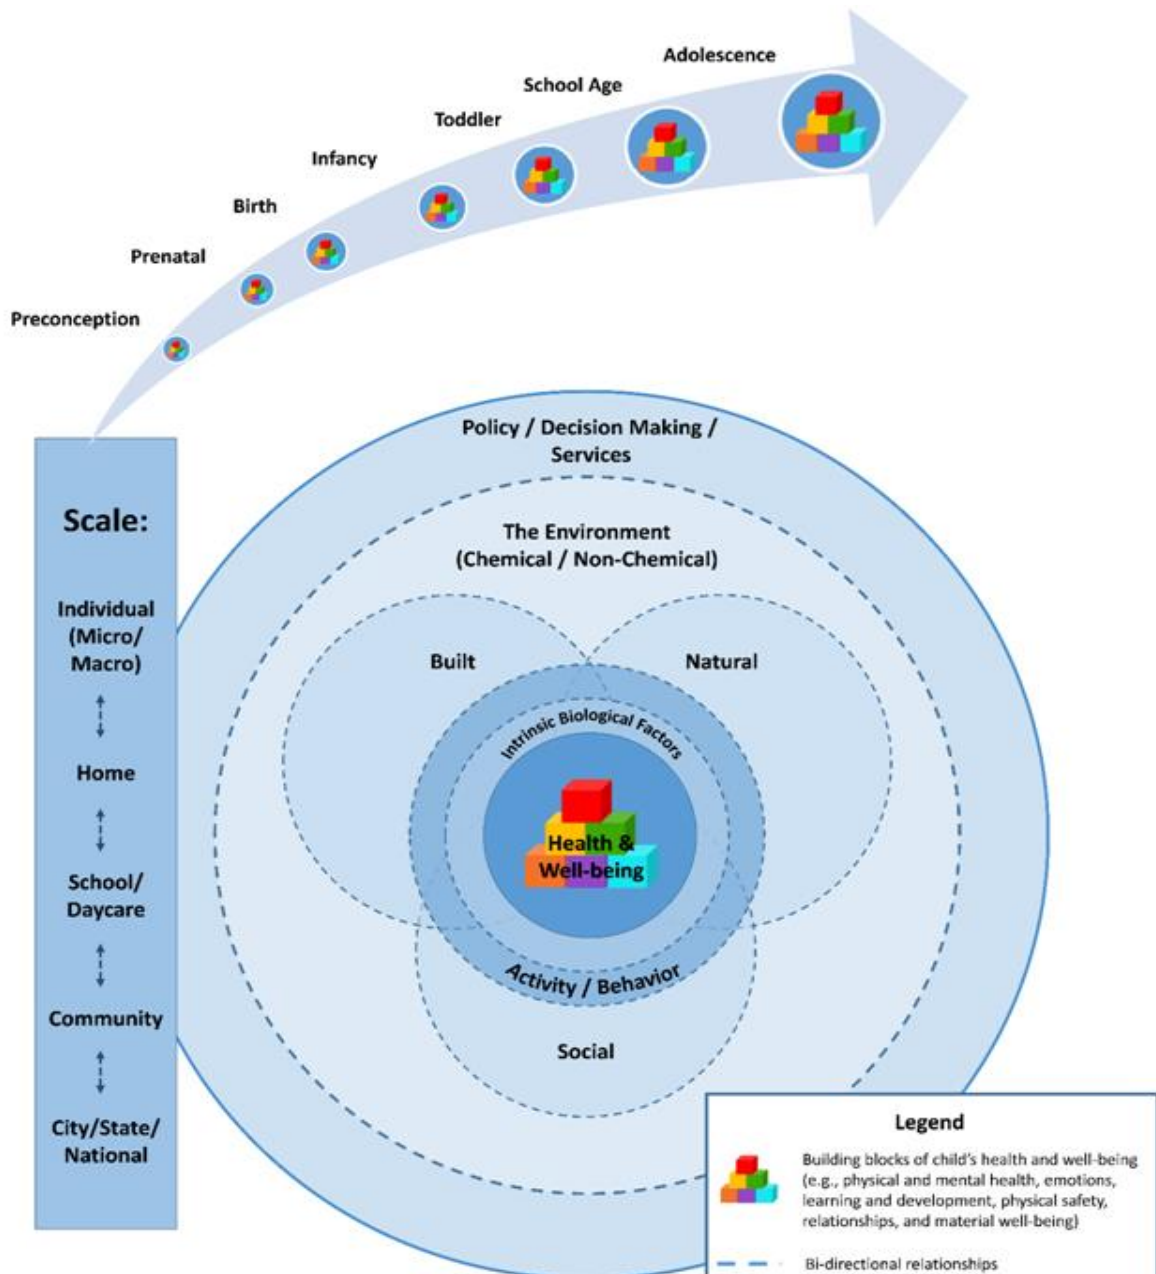 Adolescence
School Age
Toddler
Infancy
Birth
Prenatal
Preconception
Scale:
Individual
(Micro/
Macro)
Home
School/
Daycare
Community
City/State/
National
Policy / Decision Making /
Services
The Environment
(Chemical / Non-Chemical)
Built
Natural
Intrinsic Biological Factors
Health &
Well-being
Activity / Behavior
Social
Legend
Building blocks of child's health and well-being
(e.g., physical and mental health, emotions,
learning and development, physical safety,
relationships, and material well-being)
Bi-directional relationships